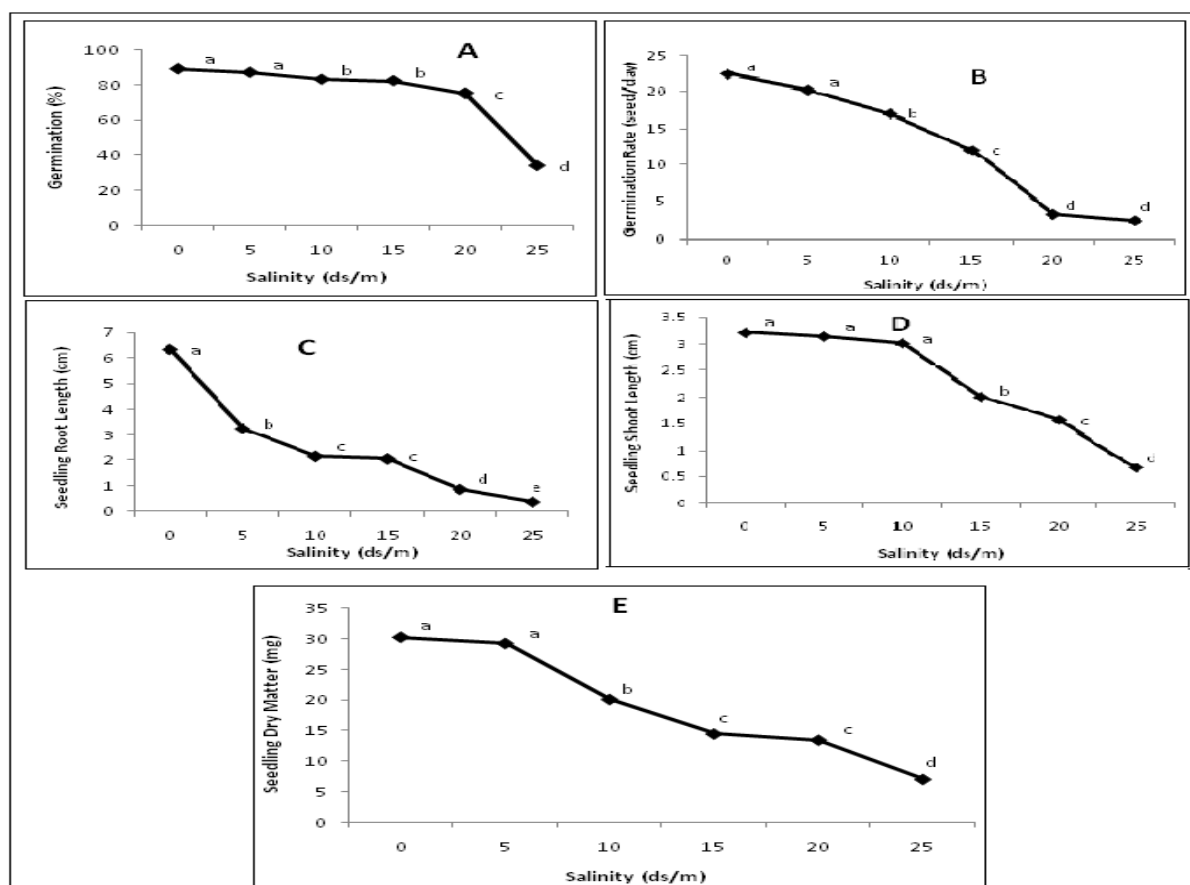 A
Germination (%)
100
80
60
40
20
0
a
a
b
b
c
d
0 5 10 15 20 25
Salinity (ds/m)
B
Germination Rate (seed/day)
25
20
15
10
5
0
a
a
b
c
d
d
0 5 10 15 20 25
Salinity (ds/m)
C
Seedling Root Length (cm)
7
6
5
4
3
2
1
0
a
b
c
c
d
e
0 5 10 15 20 25
Salinity (ds/m)
D
Seedling Shoot Length (cm)
3.5
3
2.5
2
1.5
1
0.5
0
a
a
a
b
c
d
0 5 10 15 20 25
Salinity (ds/m)
E
Seedling Dry Matter (mg)
35
30
25
20
15
10
5
0
a
a
b
c
c
d
0 5 10 15 20 25
Salinity (ds/m)